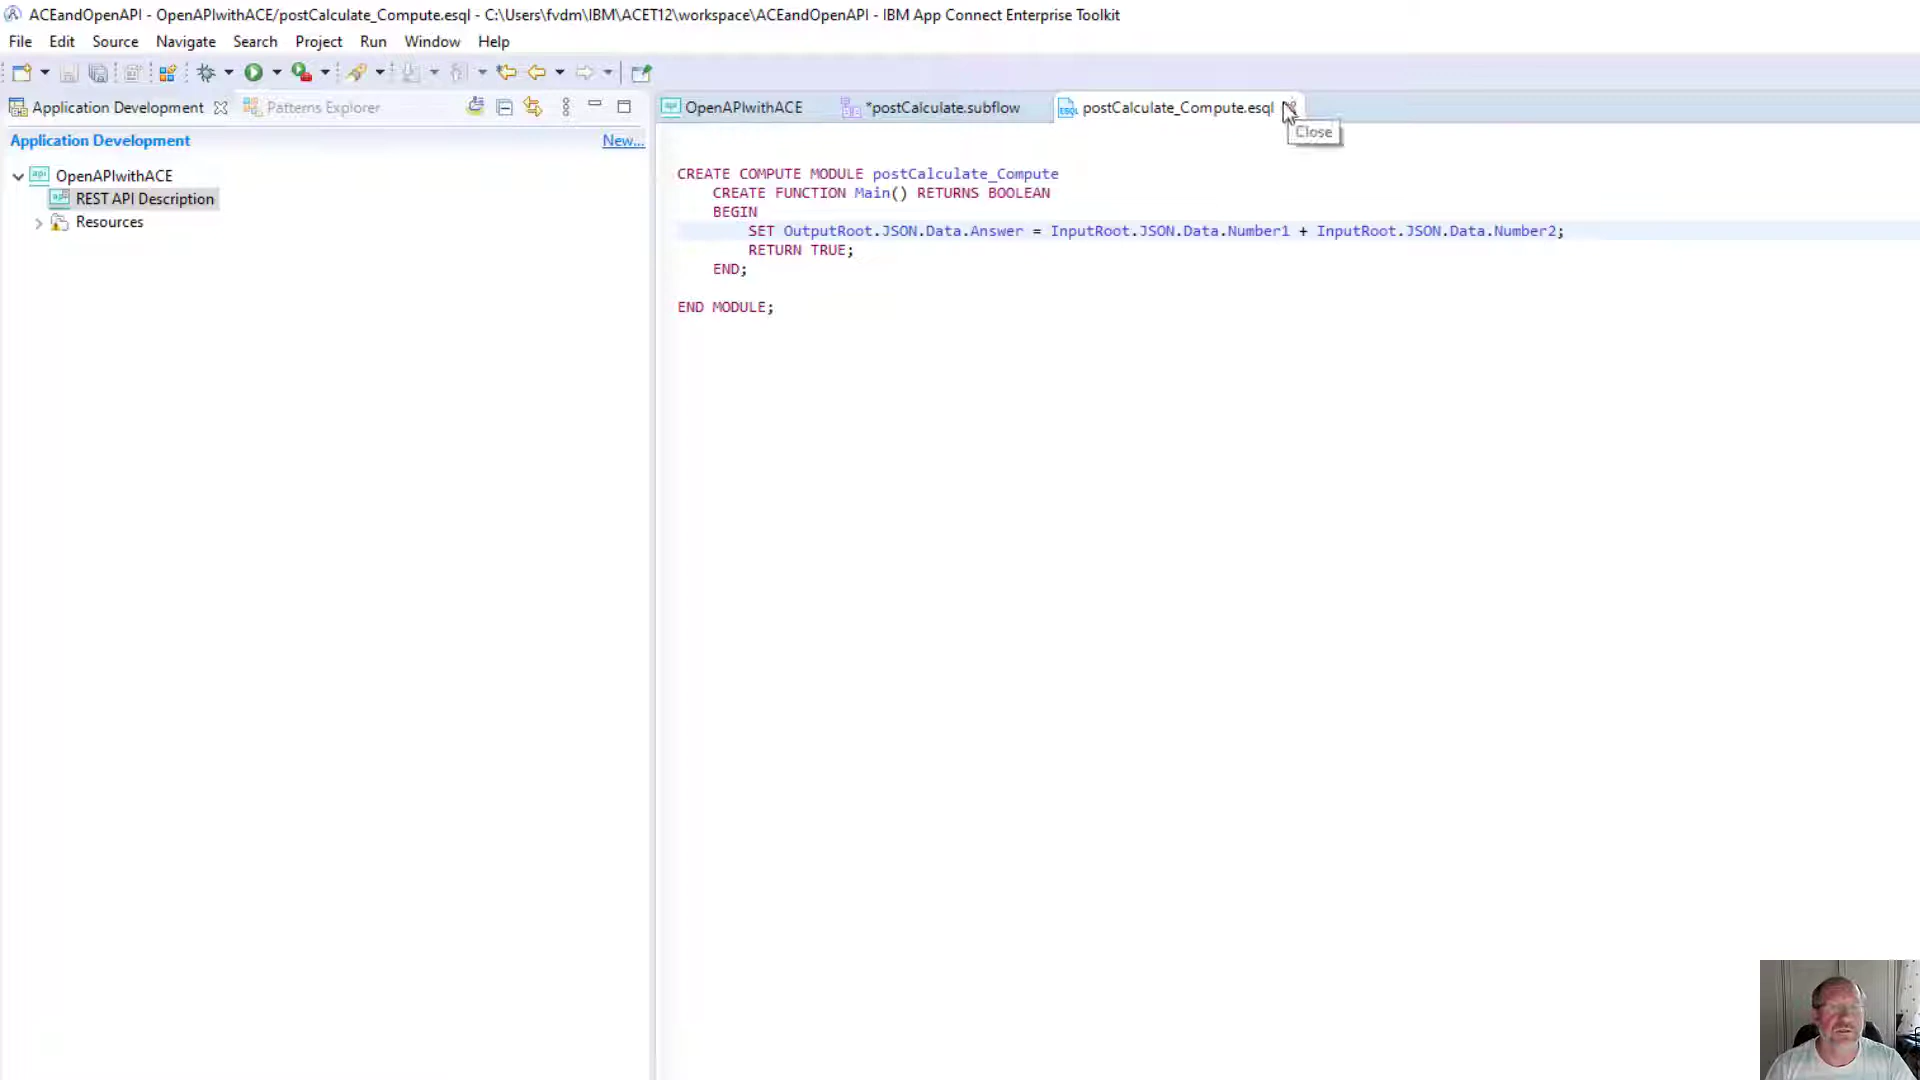 ACEandOpenAPI - OpenAPIwithACE/postCalculate_Compute.esql - C:\Users\fvdm\IBM\ACET12\workspace\ACEandOpenAPI - IBM App Connect Enterprise Toolkit
File Edit Source Navigate Search Project Run Window Help
Application Development Patterns Explorer
OpenAPIwithACE *postCalculate.subflow postCalculate_Compute.esql
Close
Application Development New...
OpenAPIwithACE
REST API Description
Resources
CREATE COMPUTE MODULE postCalculate_Compute
CREATE FUNCTION Main() RETURNS BOOLEAN
BEGIN
SET OutputRoot.JSON.Data.Answer = InputRoot.JSON.Data.Number1 + InputRoot.JSON.Data.Number2;
RETURN TRUE;
END;
END MODULE;